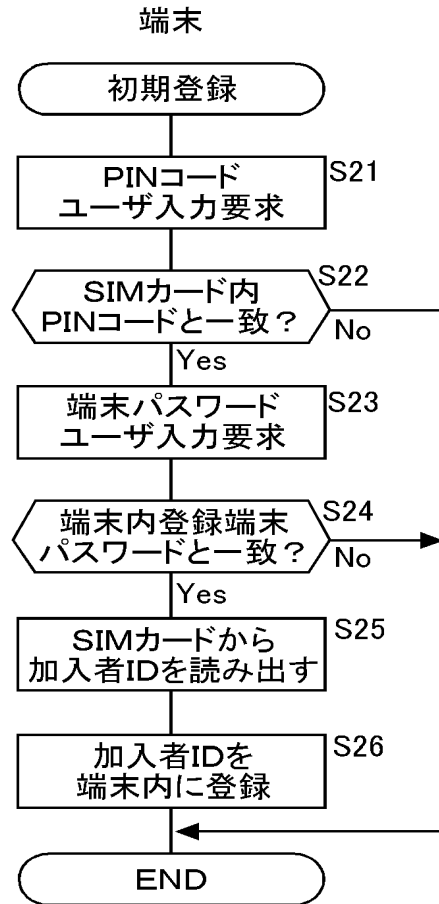 端末
初期登録
PINコード
ユーザ入力要求
S21
SIMカード内
PINコードと一致？
S22
No
Yes
端末パスワード
ユーザ入力要求
S23
端末内登録端末
パスワードと一致？
S24
No
Yes
SIMカードから
加入者IDを読み出す
S25
加入者IDを
端末内に登録
S26
END